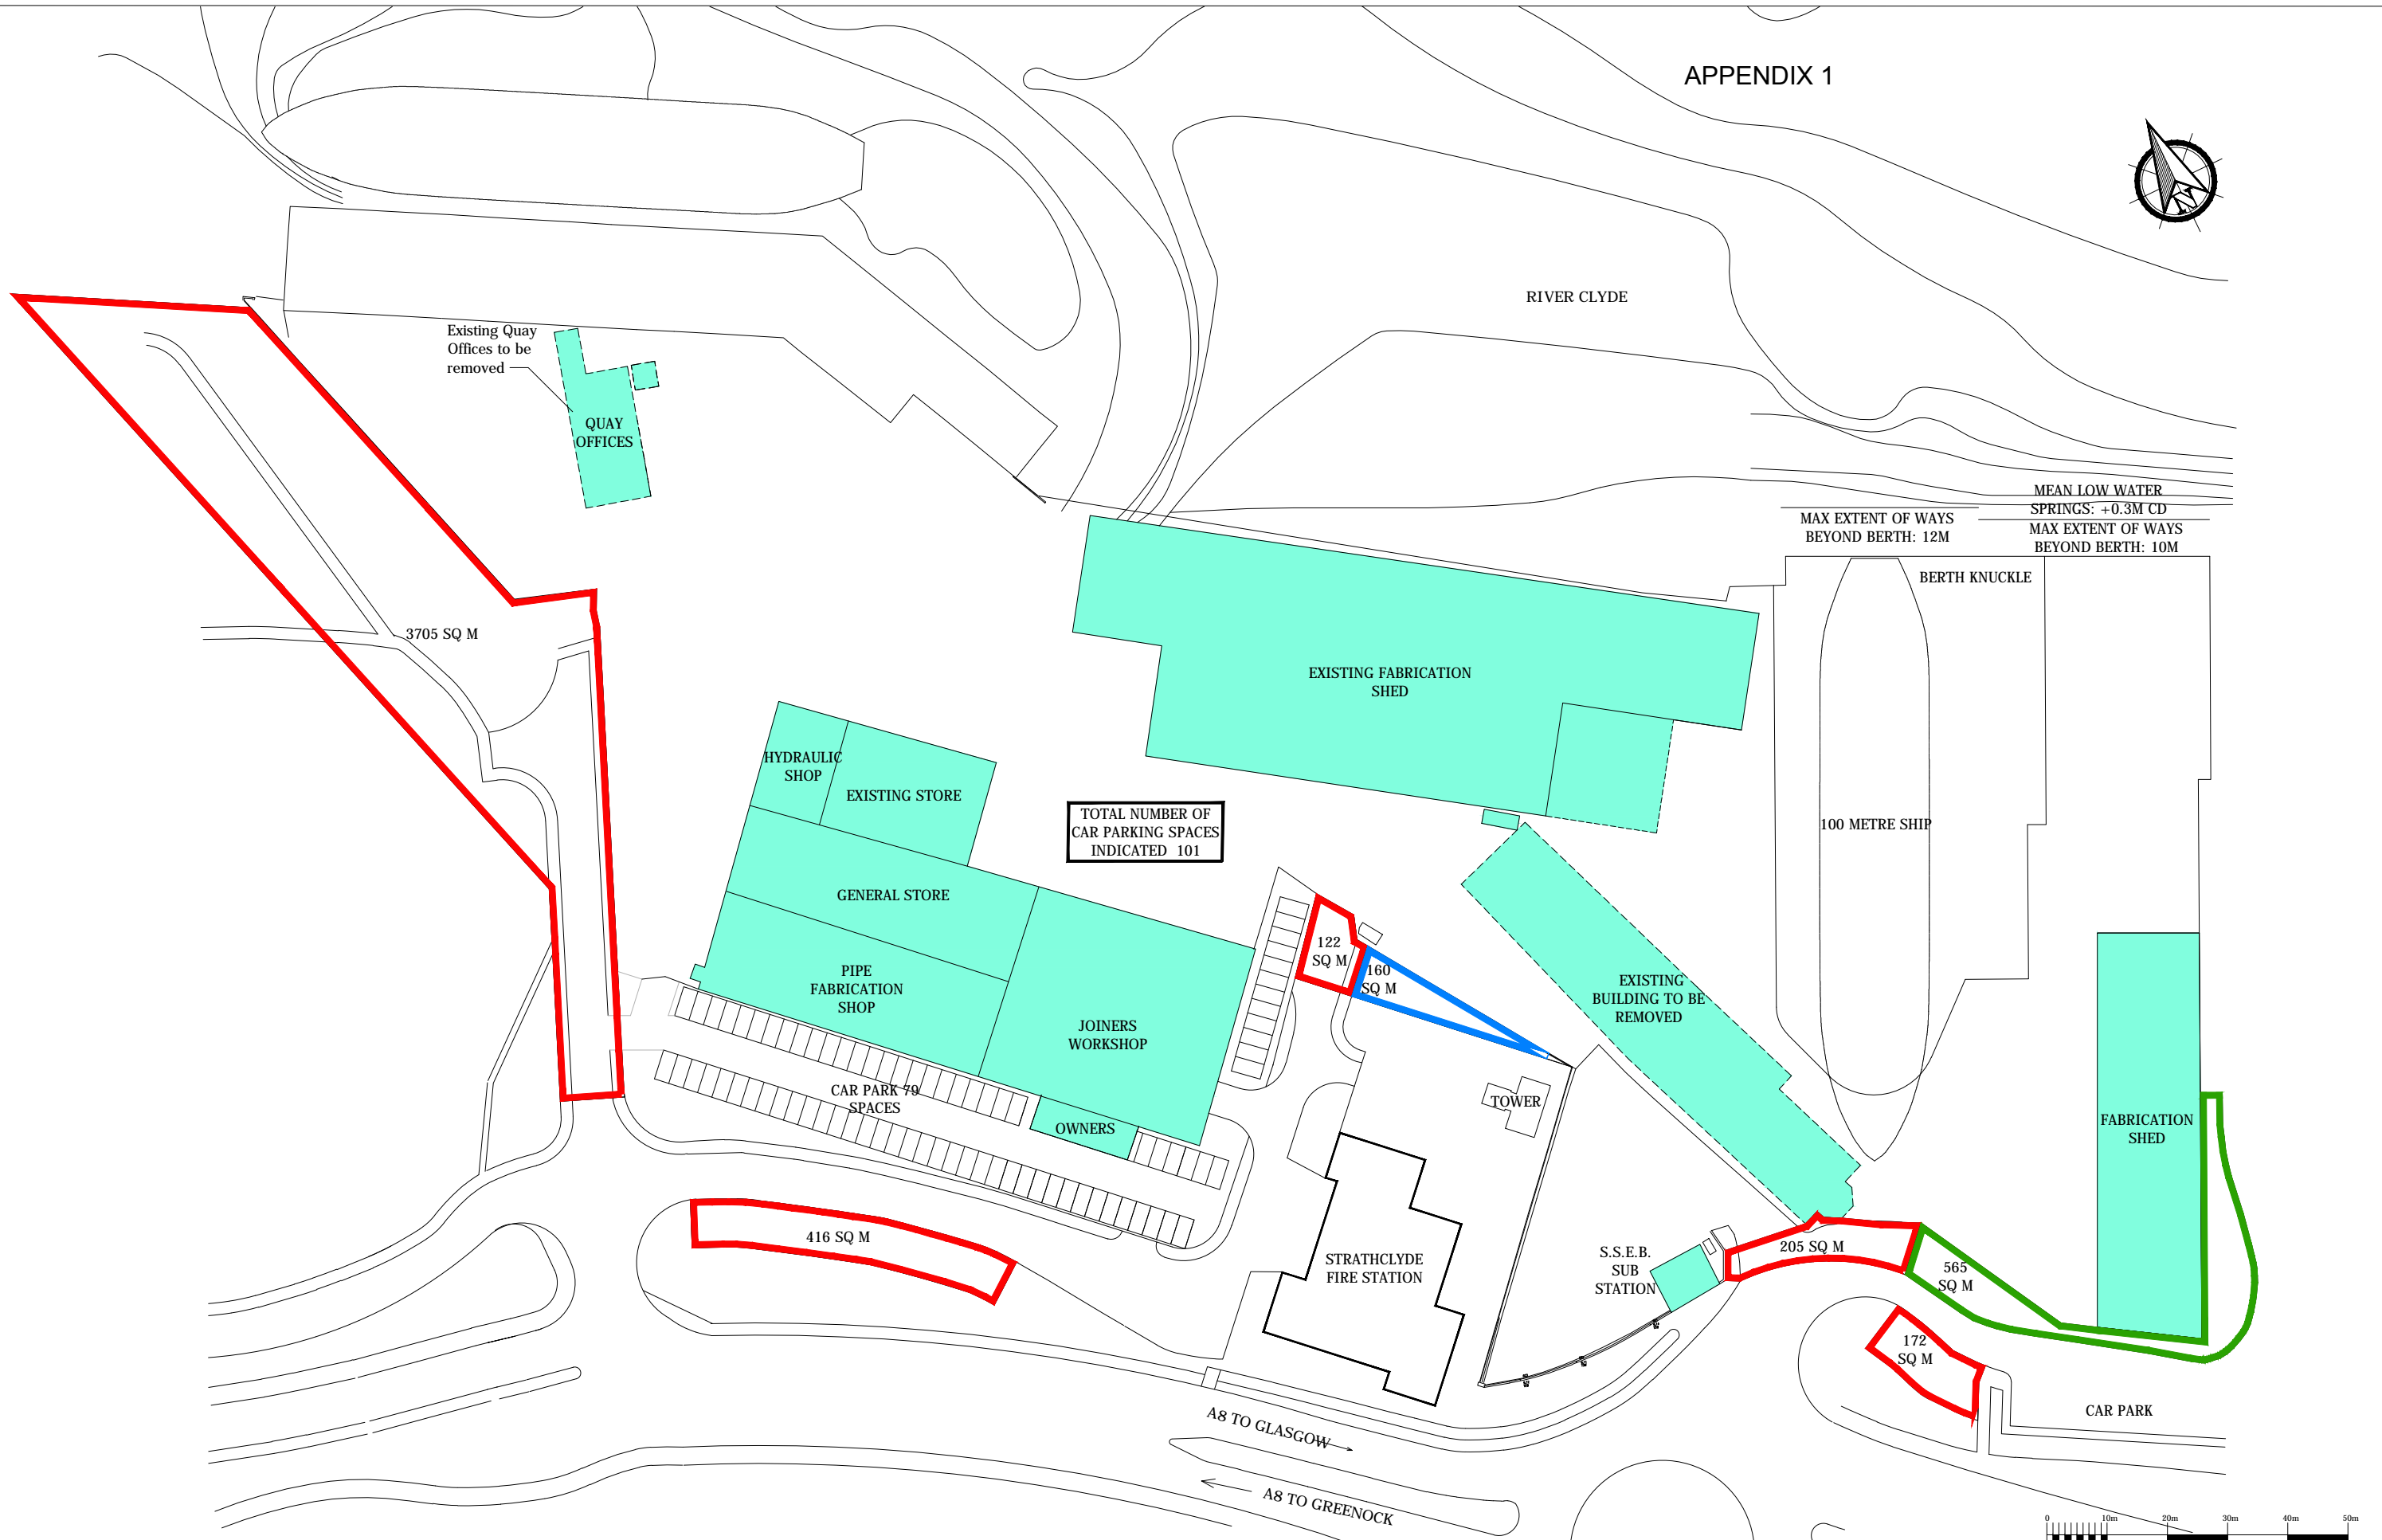 APPENDIX 1
N
RIVER CLYDE
Existing Quay
Offices to be
removed
QUAY
OFFICES
MEAN LOW WATER
SPRINGS: +0.3M CD
MAX EXTENT OF WAYS
BEYOND BERTH: 12M
MAX EXTENT OF WAYS
BEYOND BERTH: 10M
BERTH KNUCKLE
3705 SQ M
EXISTING FABRICATION
SHED
HYDRAULIC
SHOP
EXISTING STORE
TOTAL NUMBER OF
CAR PARKING SPACES
INDICATED 101
100 METRE SHIP
GENERAL STORE
122
SQ M
160
SQ M
PIPE
FABRICATION
SHOP
EXISTING
BUILDING TO BE
REMOVED
JOINERS
WORKSHOP
CAR PARK 79
SPACES
OWNERS
TOWER
FABRICATION
SHED
416 SQ M
STRATHCLYDE
FIRE STATION
S.S.E.B.
SUB
STATION
205 SQ M
565
SQ M
172
SQ M
CAR PARK
A8 TO GLASGOW
A8 TO GREENOCK
0 10m 20m 30m 40m 50m